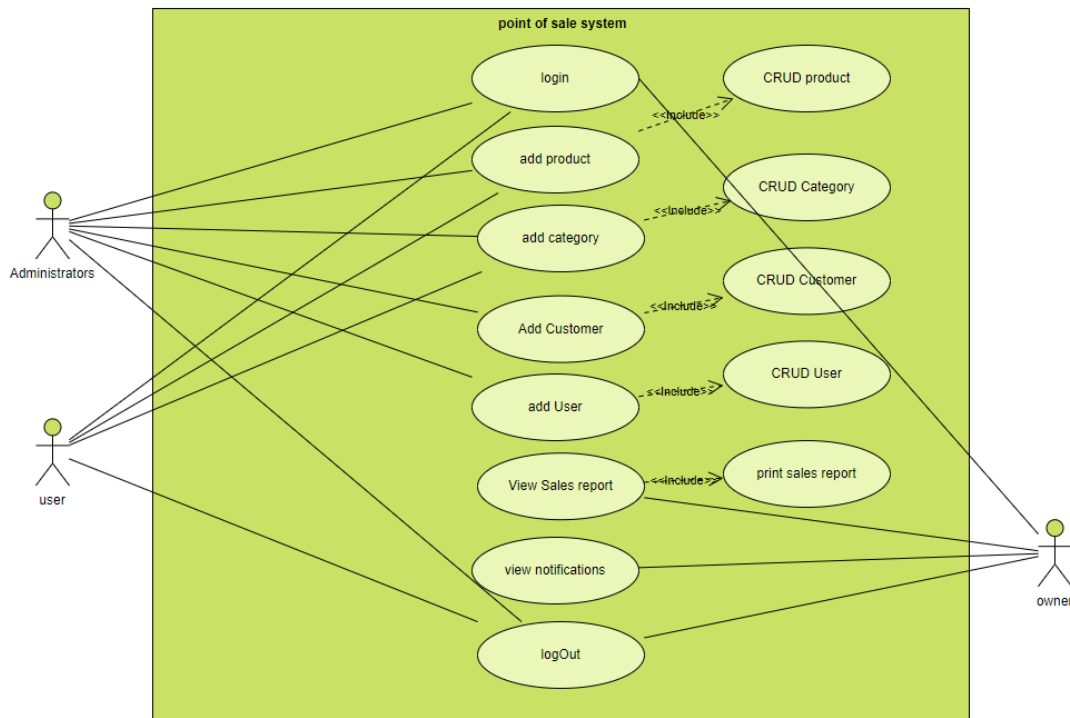 point of sale system
login
CRUD product
<<Include>>
add product
CRUD Category
<<Include>>
add category
Administrators
CRUD Customer
<<Include>>
Add Customer
CRUD User
<<Include>>
add User
print sales report
<<Include>>
View Sales report
user
view notifications
owner
logOut